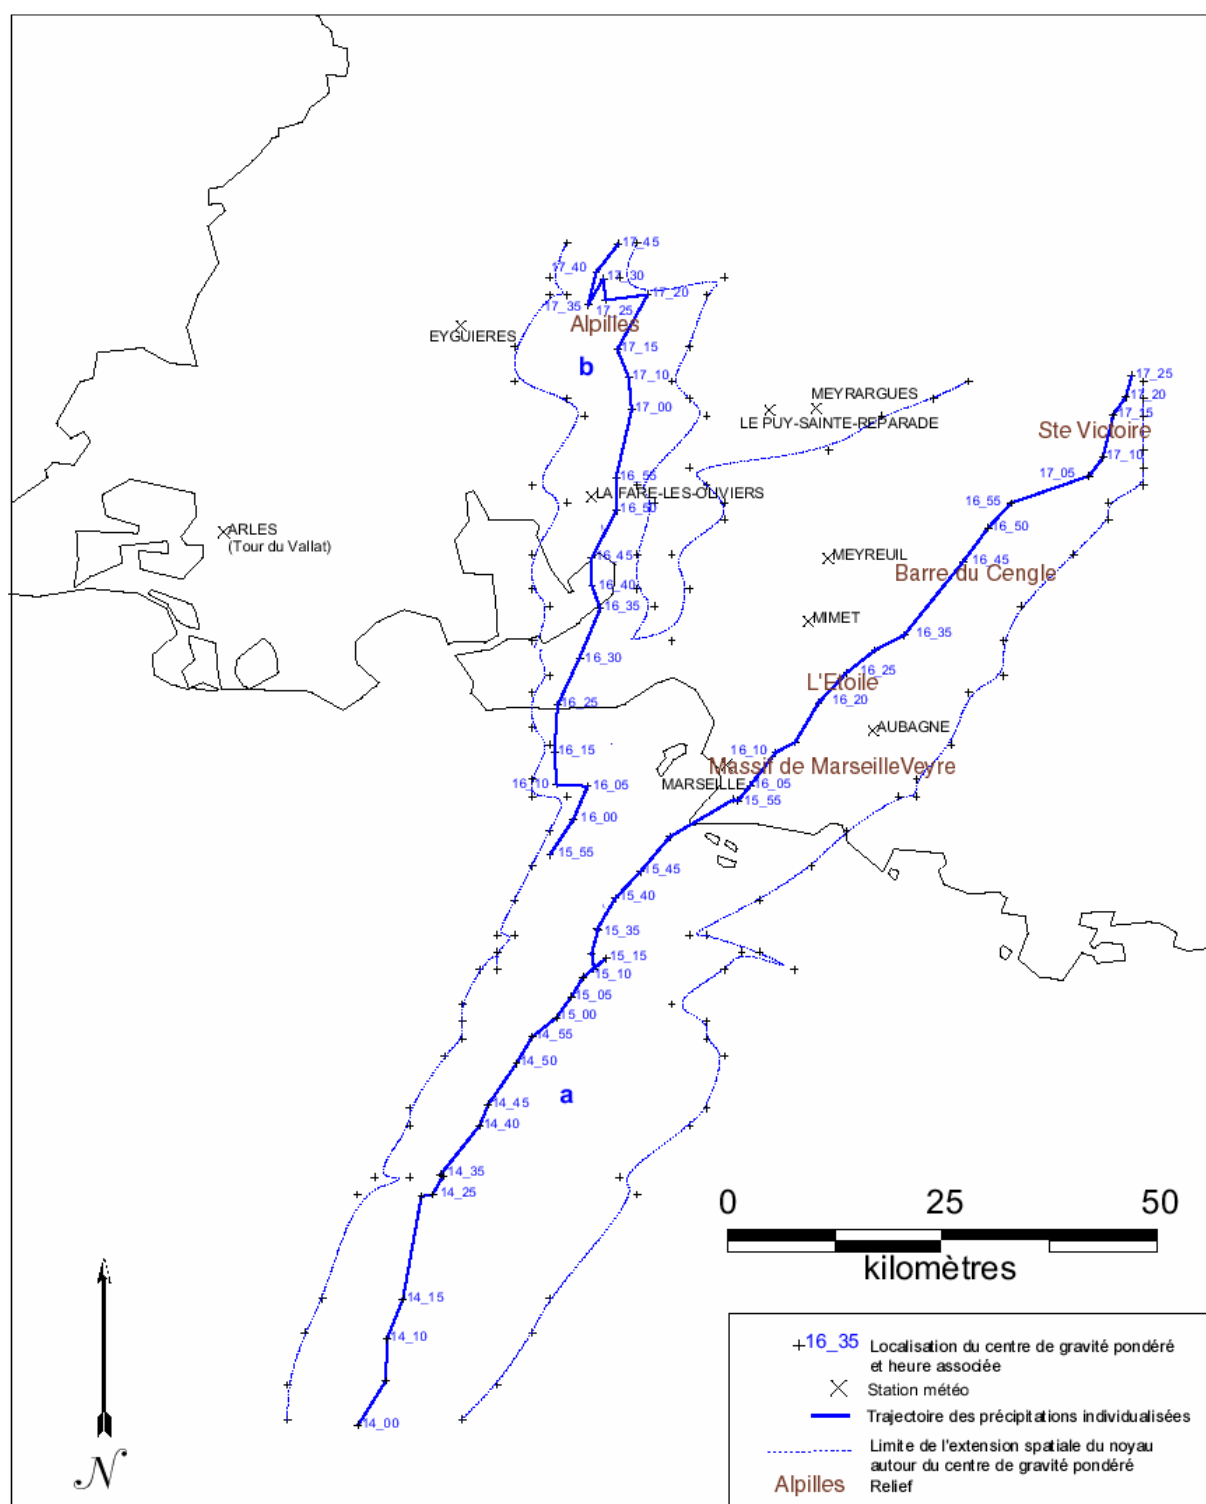 17_45
17_40
17_30
17_35
17_25
17_20
Alpilles
EYGUIERES
17_15
b
17_10
17_00
17_25
17_20
17_15
MEYRARGUES
LE PUY-SAINTE-REPARADE
Ste Victoire
17_10
17_05
16_55
LA FARE-LES-OLIVIERS
16_50
16_55
16_50
ARLES
(Tour du Vallat)
16_45
MEYREUIL
16_45
Barre du Cengle
16_40
16_35
MIMET
16_35
16_30
16_25
L'Etoile
16_25
16_20
AUBAGNE
16_15
16_10
Massif de MarseilleVeyre
MARSEILLE
16_05
16_10
16_05
15_55
16_00
15_55
15_45
15_40
15_35
15_15
15_10
15_05
15_00
14_55
14_50
a
14_45
14_40
14_35
14_25
0 25 50
kilomètres
14_15
14_10
14_00
N
16_35 Localisation du centre de gravité pondéré
et heure associée
Station météo
Trajectoire des précipitations individualisées
Limite de l'extension spatiale du noyau
autour du centre de gravité pondéré
Alpilles Relief